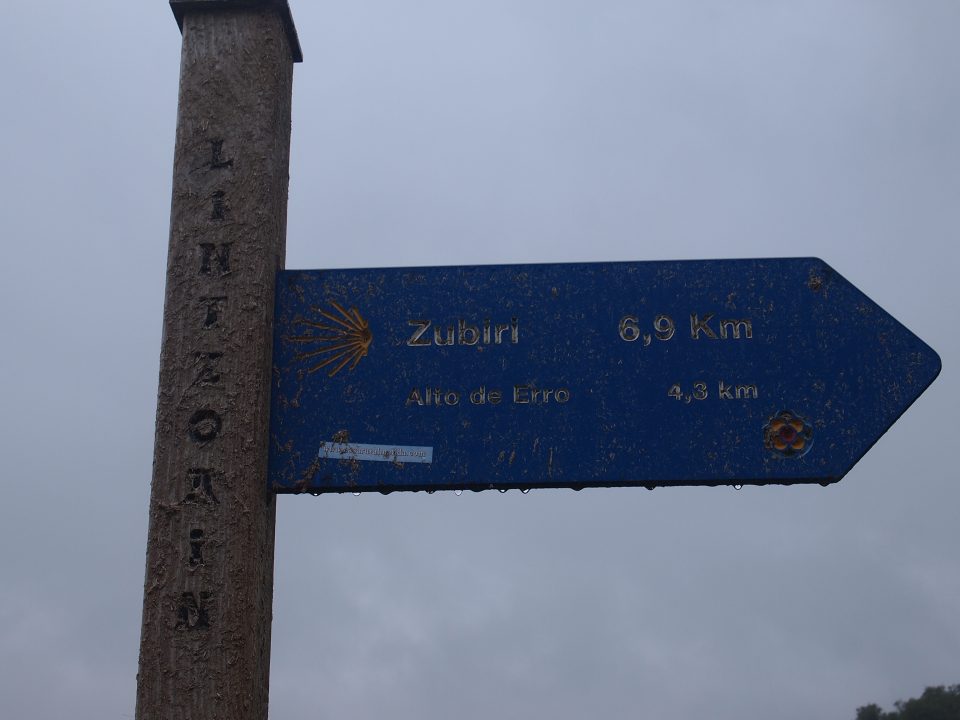 LiNTZOAiN
Zubiri 6,9 Km
Alto de Erro 4,3 km